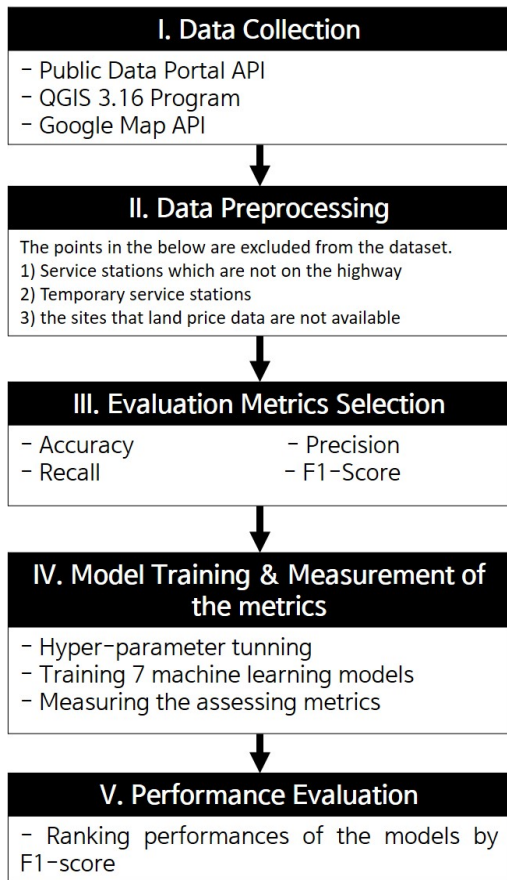 I. Data Collection
- Public Data Portal API
- QGIS 3.16 Program
- Google Map API
II. Data Preprocessing
The points in the below are excluded from the dataset.
1) Service stations which are not on the highway
2) Temporary service stations
3) the sites that land price data are not available
III. Evaluation Metrics Selection
- Accuracy - Precision
- Recall - F1-Score
IV. Model Training & Measurement of
the metrics
- Hyper-parameter tunning
- Training 7 machine learning models
- Measuring the assessing metrics
V. Performance Evaluation
- Ranking performances of the models by
F1-score